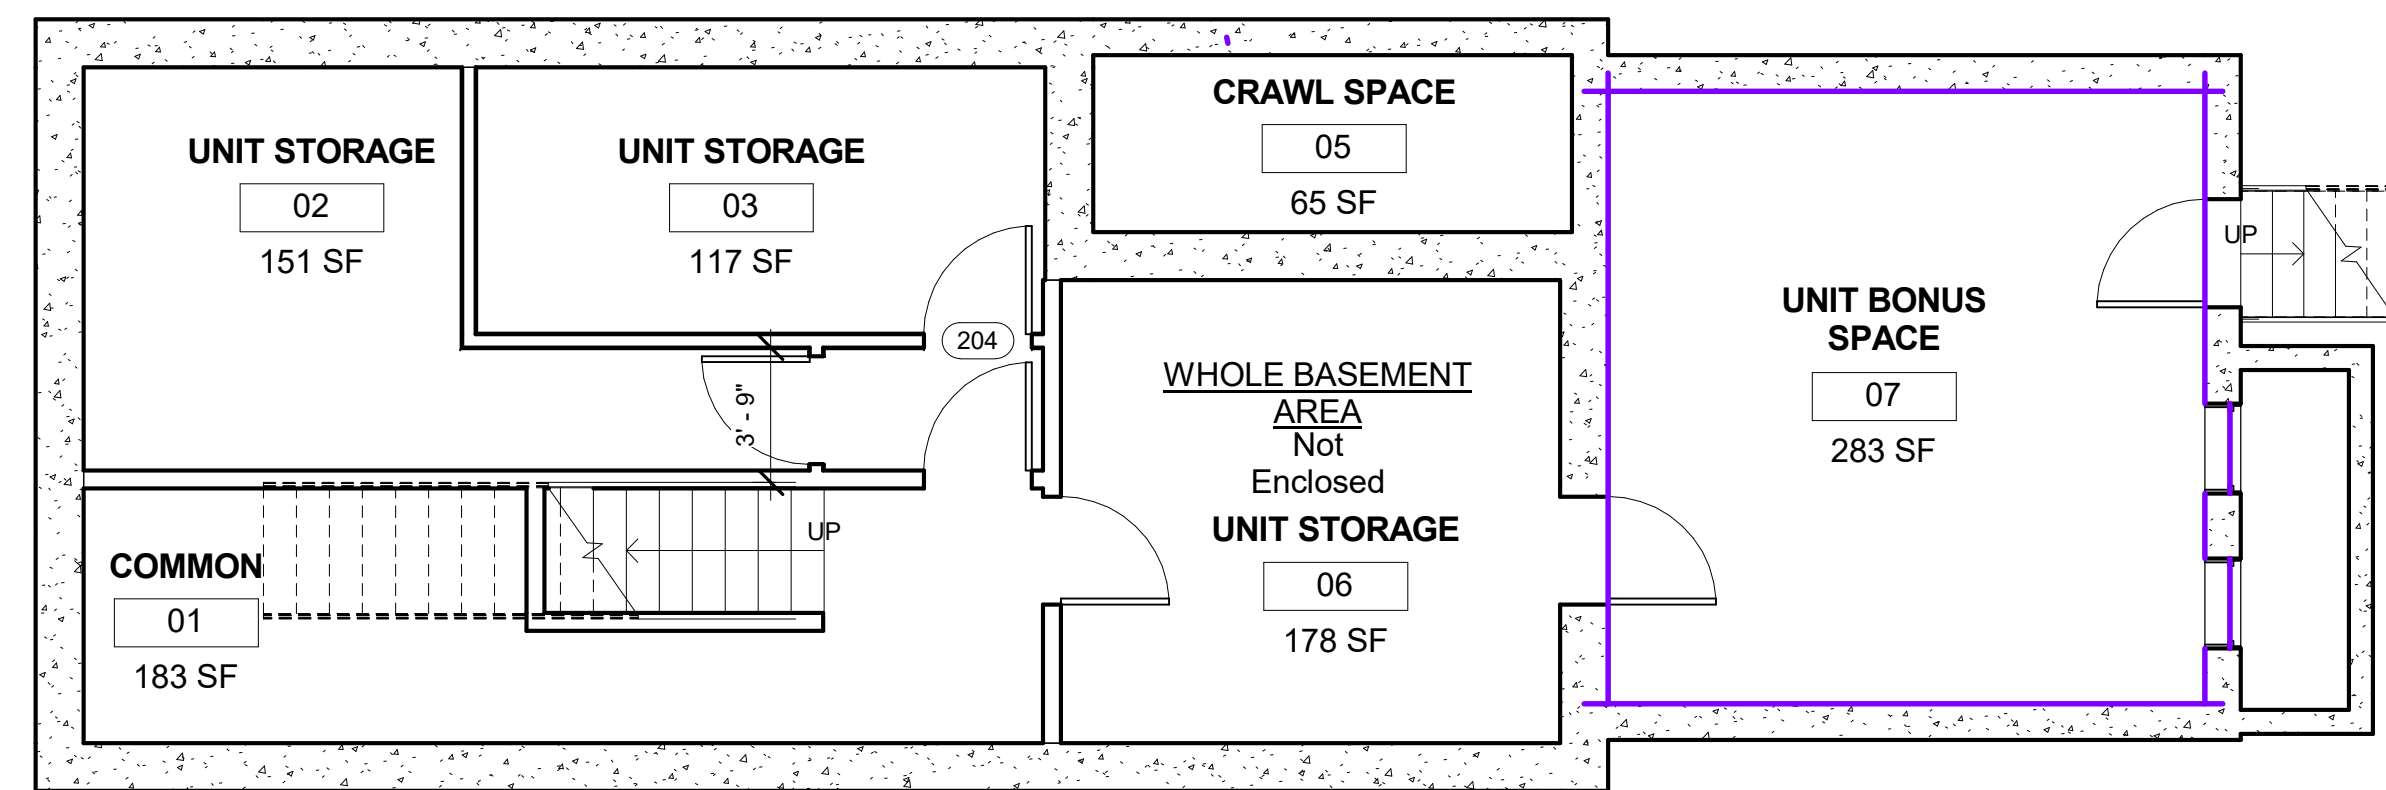 UNIT STORAGE
02
151 SF
UNIT STORAGE
03
117 SF
CRAWL SPACE
05
65 SF
204
3' - 9"
UP
COMMON
01
183 SF
WHOLE BASEMENT
AREA
Not
Enclosed
UNIT STORAGE
06
178 SF
UNIT BONUS
SPACE
07
283 SF
UP